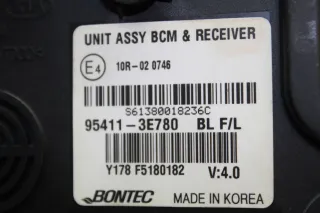 UNIT ASSY BCM & RECEIVER
E4
10R-02 0746
S61380018236C
95411-3E780 BL F/L
Y178 F5180182 V:4.0
BONTEC MADE IN KOREA